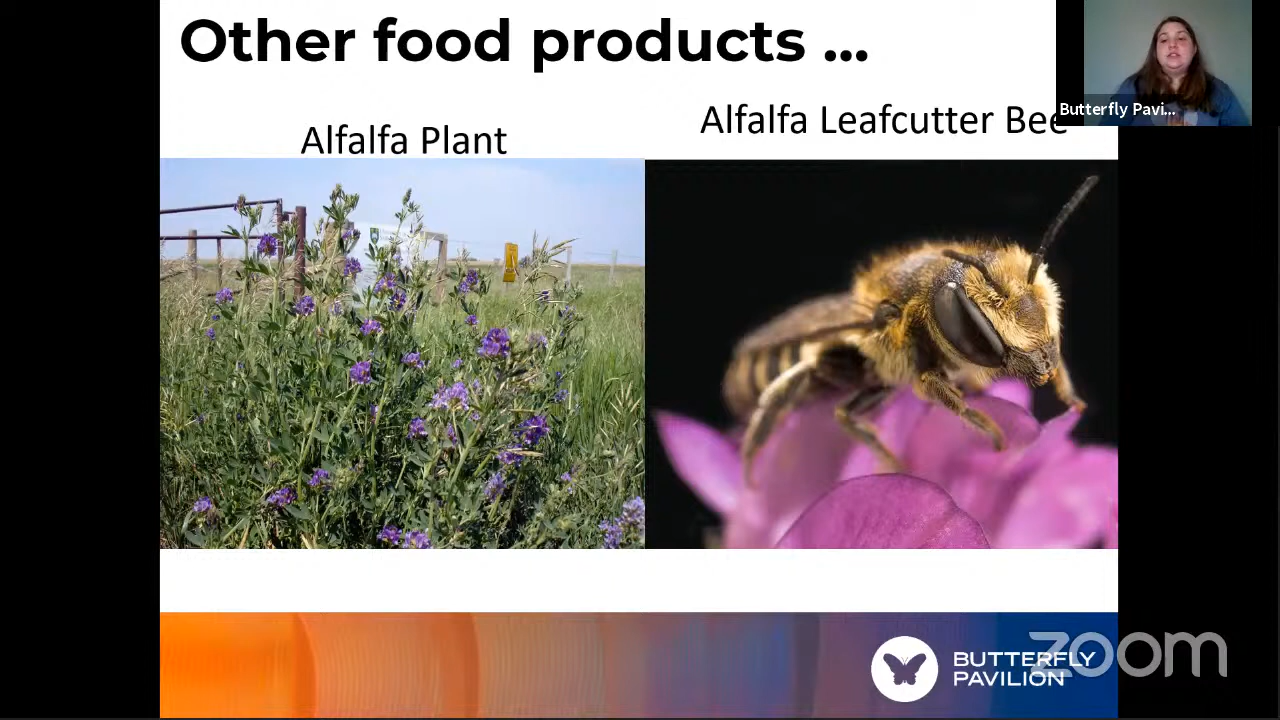 Other food products ...
Butterfly Pavi...
Alfalfa Leafcutter Bee
Alfalfa Plant
BUTTERFLY
PAVILION
zoom